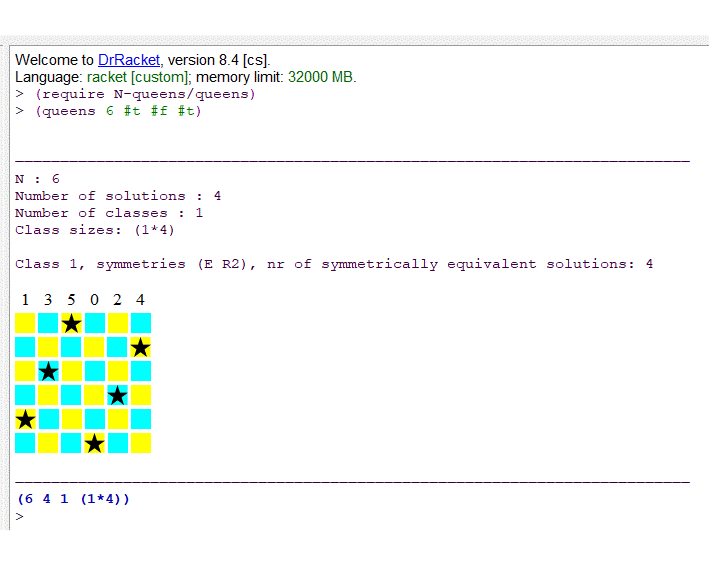 Welcome to DrRacket, version 8.4 [cs].
Language: racket [custom]; memory limit: 32000 MB.
> (require N-queens/queens)
> (queens 6 #t #f #t)
N : 6
Number of solutions : 4
Number of classes : 1
Class sizes: (1*4)
Class 1, symmetries (E R2), nr of symmetrically equivalent solutions: 4
1 3 5 0 2 4
(6 4 1 (1*4))
>